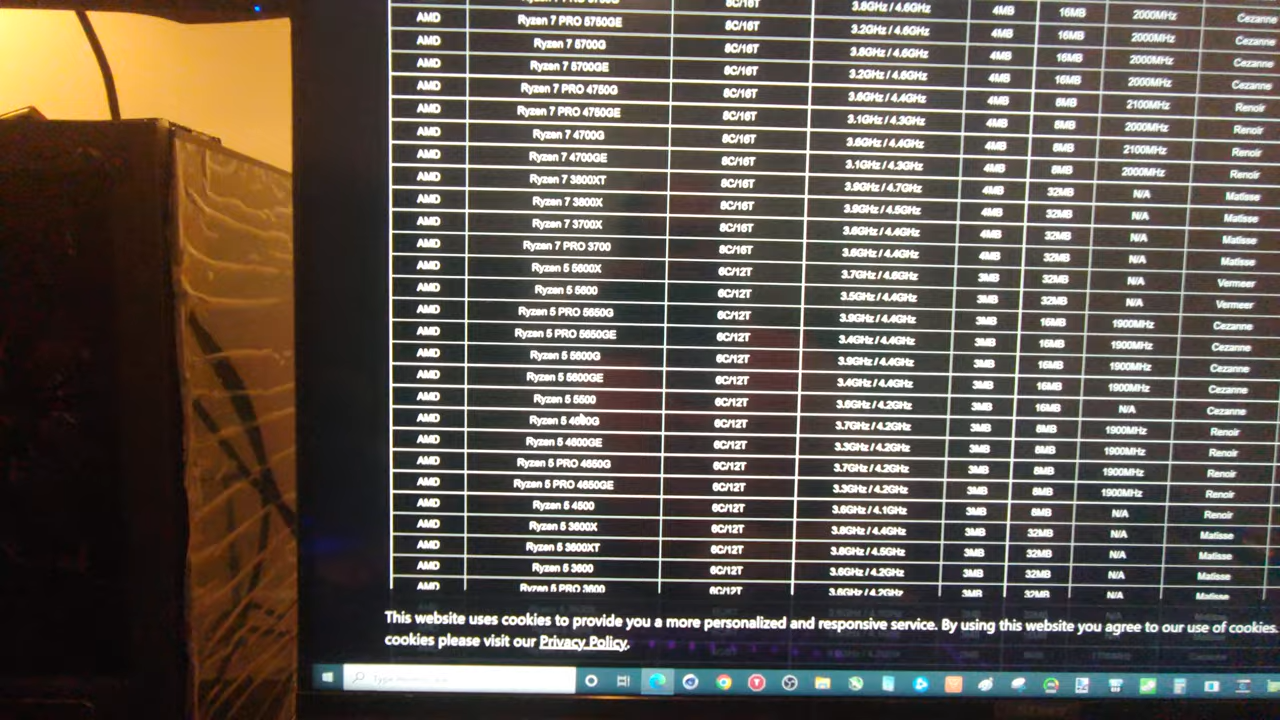 8C/16T 3.8GHz / 4.6GHz 4MB 16MB 2000MHz Cezanne
AMD Ryzen 7 PRO 5750GE 8C/16T 3.2GHz / 4.6GHz 4MB 16MB 2000MHz Cezanne
AMD Ryzen 7 5700G 8C/16T 3.8GHz / 4.6GHz 4MB 16MB 2000MHz Cezanne
AMD Ryzen 7 5700GE 8C/16T 3.2GHz / 4.6GHz 4MB 16MB 2000MHz Cezanne
AMD Ryzen 7 PRO 4750G 8C/16T 3.6GHz / 4.4GHz 4MB 8MB 2100MHz Renoir
AMD Ryzen 7 PRO 4750GE 8C/16T 3.1GHz / 4.3GHz 4MB 8MB 2000MHz Renoir
AMD Ryzen 7 4700G 8C/16T 3.6GHz / 4.4GHz 4MB 8MB 2100MHz Renoir
AMD Ryzen 7 4700GE 8C/16T 3.1GHz / 4.3GHz 4MB 8MB 2000MHz Renoir
AMD Ryzen 7 3800XT 8C/16T 3.9GHz / 4.7GHz 4MB 32MB N/A Matisse
AMD Ryzen 7 3800X 8C/16T 3.9GHz / 4.5GHz 4MB 32MB N/A Matisse
AMD Ryzen 7 3700X 8C/16T 3.6GHz / 4.4GHz 4MB 32MB N/A Matisse
AMD Ryzen 7 PRO 3700 8C/16T 3.6GHz / 4.4GHz 4MB 32MB N/A Matisse
AMD Ryzen 5 5600X 6C/12T 3.7GHz / 4.6GHz 3MB 32MB N/A Vermeer
AMD Ryzen 5 5600 6C/12T 3.5GHz / 4.4GHz 3MB 32MB N/A Vermeer
AMD Ryzen 5 PRO 5650G 6C/12T 3.9GHz / 4.4GHz 3MB 16MB 1900MHz Cezanne
AMD Ryzen 5 PRO 5650GE 6C/12T 3.4GHz / 4.4GHz 3MB 16MB 1900MHz Cezanne
AMD Ryzen 5 5600G 6C/12T 3.9GHz / 4.4GHz 3MB 16MB 1900MHz Cezanne
AMD Ryzen 5 5600GE 6C/12T 3.4GHz / 4.4GHz 3MB 16MB 1900MHz Cezanne
AMD Ryzen 5 5500 6C/12T 3.6GHz / 4.2GHz 3MB 16MB N/A Cezanne
AMD Ryzen 5 4600G 6C/12T 3.7GHz / 4.2GHz 3MB 8MB 1900MHz Renoir
AMD Ryzen 5 4600GE 6C/12T 3.3GHz / 4.2GHz 3MB 8MB 1900MHz Renoir
AMD Ryzen 5 PRO 4650G 6C/12T 3.7GHz / 4.2GHz 3MB 8MB 1900MHz Renoir
AMD Ryzen 5 PRO 4650GE 6C/12T 3.3GHz / 4.2GHz 3MB 8MB 1900MHz Renoir
AMD Ryzen 5 4500 6C/12T 3.6GHz / 4.1GHz 3MB 8MB N/A Renoir
AMD Ryzen 5 3600X 6C/12T 3.8GHz / 4.4GHz 3MB 32MB N/A Matisse
AMD Ryzen 5 3600XT 6C/12T 3.8GHz / 4.5GHz 3MB 32MB N/A Matisse
AMD Ryzen 5 3600 6C/12T 3.6GHz / 4.2GHz 3MB 32MB N/A Matisse
AMD Ryzen 5 PRO 3600 6C/12T 3.6GHz / 4.2GHz 3MB 32MB N/A Matisse
This website uses cookies to provide you a more personalized and responsive service. By using this website you agree to our use of cookies.
cookies please visit our Privacy Policy.